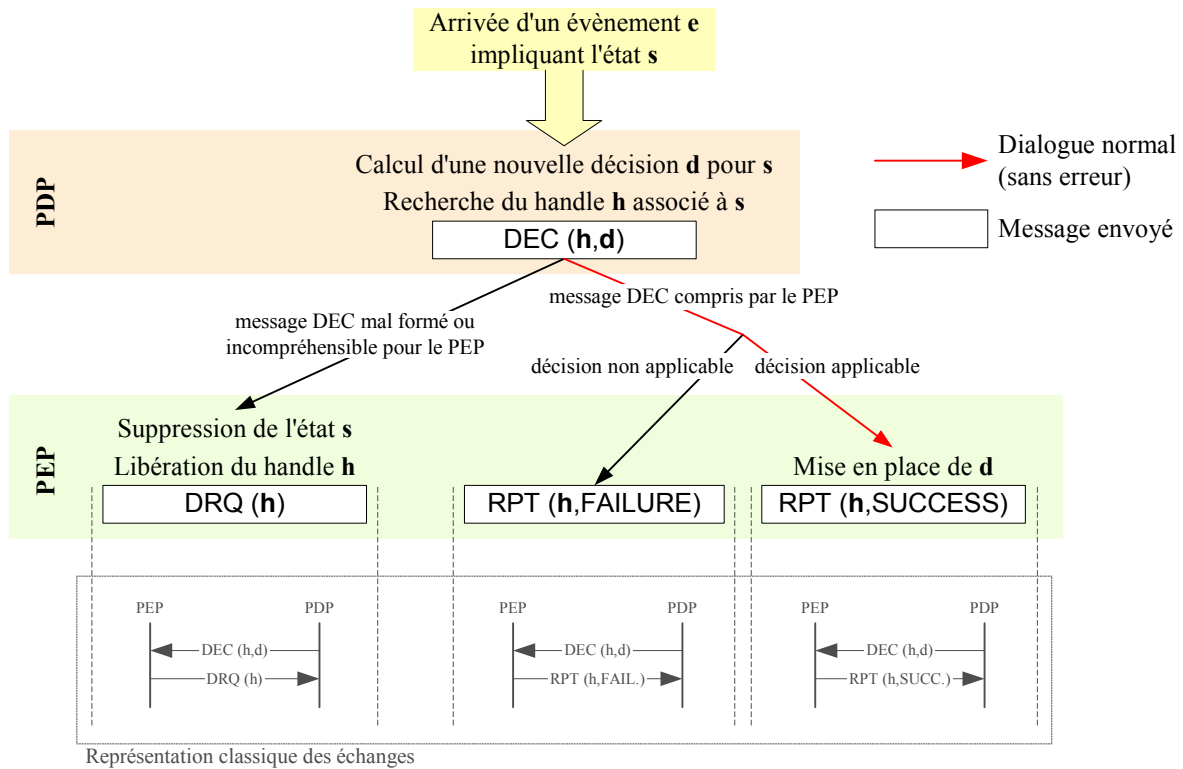 Arrivée d'un évènement e
impliquant l'état s
PDP
Calcul d'une nouvelle décision d pour s
Recherche du handle h associé à s
DEC (h,d)
Dialogue normal
(sans erreur)
Message envoyé
message DEC compris par le PEP
message DEC mal formé ou
incompréhensible pour le PEP
décision non applicable
décision applicable
PEP
Suppression de l'état s
Libération du handle h
DRQ (h)
RPT (h,FAILURE)
Mise en place de d
RPT (h,SUCCESS)
PEP
PDP
DEC (h,d)
DRQ (h)
PEP
PDP
DEC (h,d)
RPT (h,FAIL.)
PEP
PDP
DEC (h,d)
RPT (h,SUCC.)
Représentation classique des échanges